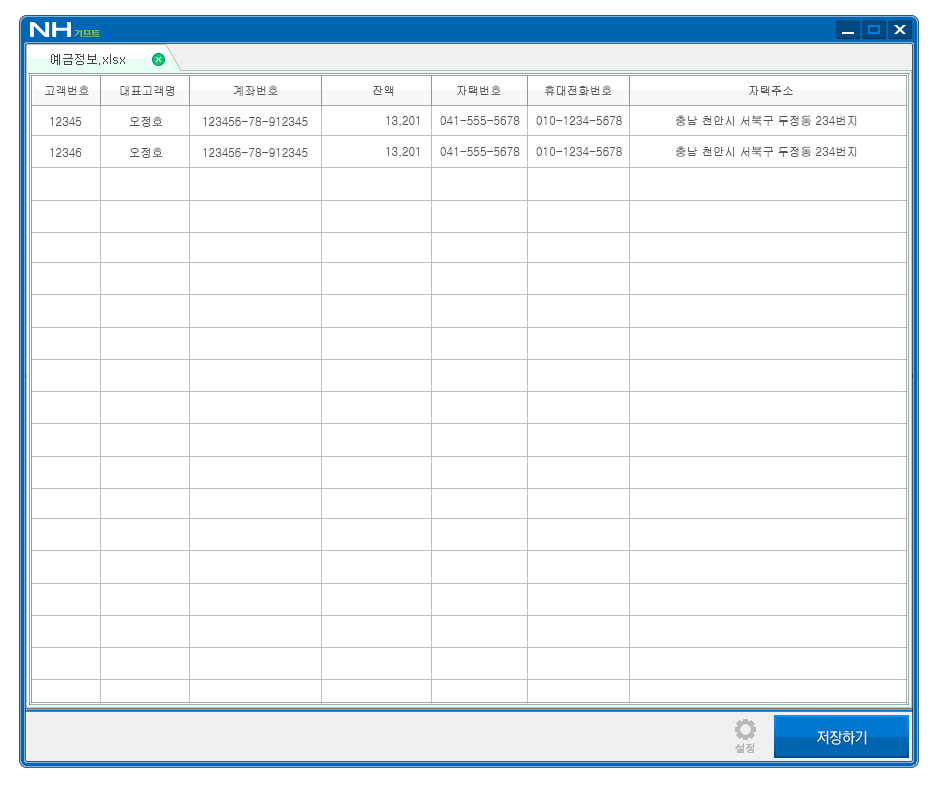 NH기프트
예금정보.xlsx
고객번호 대표고객명 계좌번호 잔액 자택번호 휴대전화번호 자택주소
12345 오정호 123456-78-912345 13,201 041-555-5678 010-1234-5678 충남 천안시 서북구 두정동 234번지
12346 오정호 123456-78-912345 13,201 041-555-5678 010-1234-5678 충남 천안시 서북구 두정동 234번지
설정
저장하기